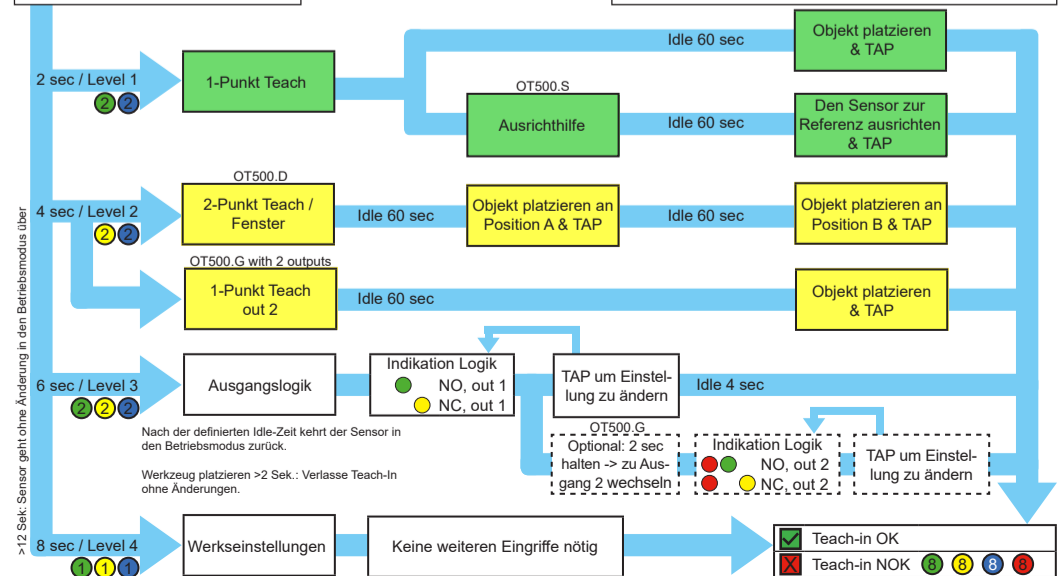 Idle 60 sec
Objekt platzieren
& TAP
2 sec / Level 1
2 2
1-Punkt Teach
OT500.S
Ausrichthilfe
Idle 60 sec
Den Sensor zur
Referenz ausrichten
& TAP
OT500.D
4 sec / Level 2
2 2
2-Punkt Teach /
Fenster
Idle 60 sec
Objekt platzieren an
Position A & TAP
Idle 60 sec
Objekt platzieren an
Position B & TAP
OT500.G with 2 outputs
1-Punkt Teach
out 2
Idle 60 sec
Objekt platzieren
& TAP
6 sec / Level 3
2 2 2
Ausgangslogik
Indikation Logik
NO, out 1
NC, out 1
TAP um Einstel-
lung zu ändern
Idle 4 sec
Nach der definierten Idle-Zeit kehrt der Sensor in
den Betriebsmodus zurück.
Werkzeug platzieren >2 Sek.: Verlasse Teach-In
ohne Änderungen.
OT500.G
Optional: 2 sec
halten -> zu Aus-
gang 2 wechseln
Indikation Logik
NO, out 2
NC, out 2
TAP um Einstel-
lung zu ändern
>12 Sek: Sensor geht ohne Änderung in den Betriebsmodus über
8 sec / Level 4
1 1 1
Werkseinstellungen
Keine weiteren Eingriffe nötig
Teach-in OK
Teach-in NOK 8 8 8 8